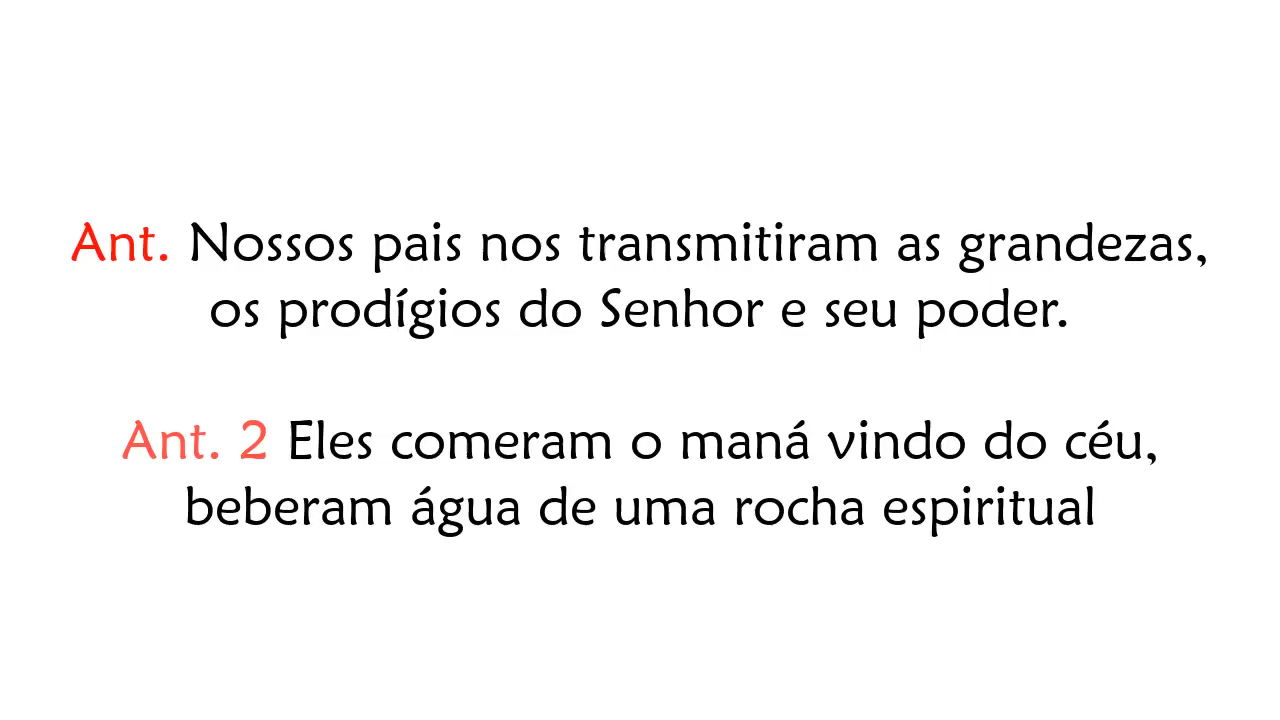 Ant. Nossos pais nos transmitiram as grandezas,
os prodígios do Senhor e seu poder.
Ant. 2 Eles comeram o maná vindo do céu,
beberam água de uma rocha espiritual